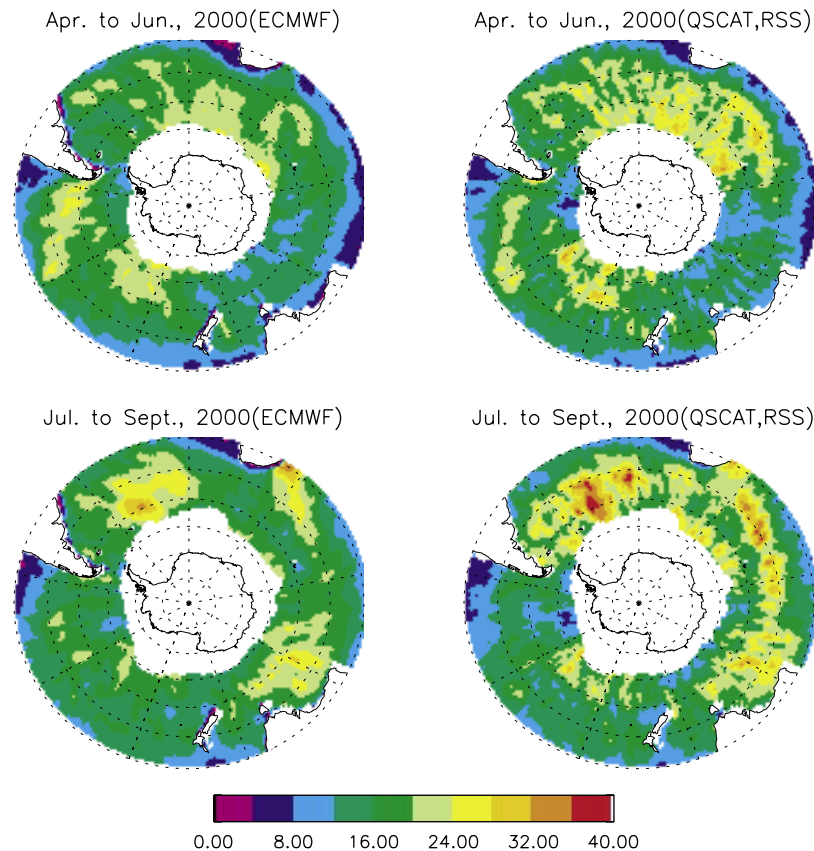 Apr. to Jun., 2000(ECMWF)
Apr. to Jun., 2000(QSCAT,RSS)
Jul. to Sept., 2000(ECMWF)
Jul. to Sept., 2000(QSCAT,RSS)
0.00 8.00 16.00 24.00 32.00 40.00